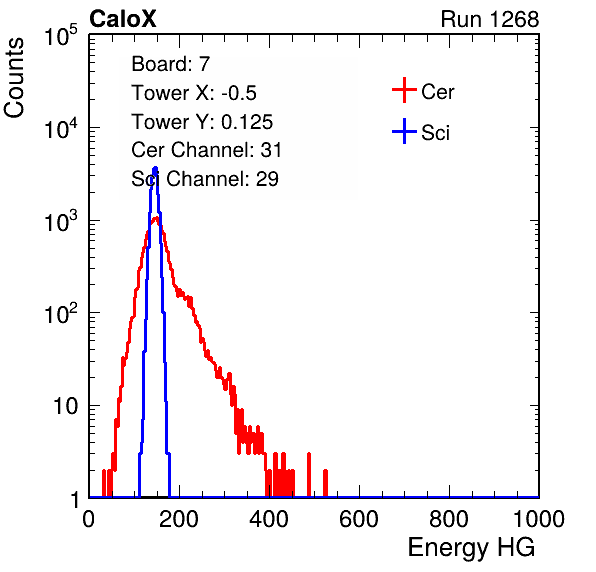 CaloX Run 1268
Counts
10^5
10^4
10^3
10^2
10
1
Board: 7
Tower X: -0.5
Tower Y: 0.125
Cer Channel: 31
Sci Channel: 29
Cer
Sci
0 200 400 600 800 1000
Energy HG